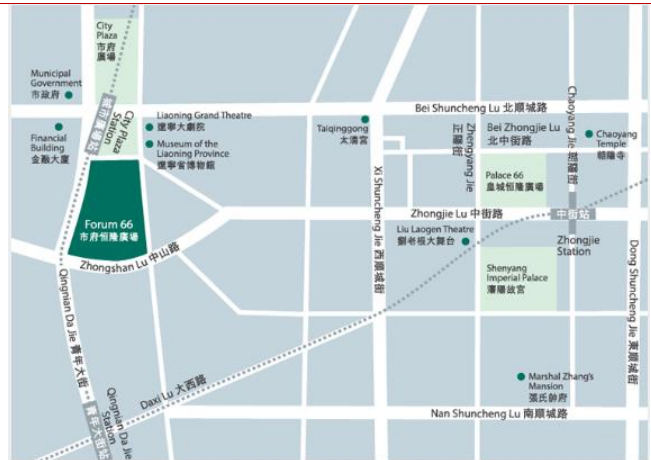 City
Plaza
市府
廣場
Municipal
Government
市政府
City Plaza
Station
城市廣場站
Financial
Building
金融大廈
Liaoning Grand Theatre
遼寧大劇院
Museum of the
Liaoning Province
遼寧省博物館
Taiqinggong
太清宮
Bei Shuncheng Lu 北順城路
Zhengyang Jie
正陽街
Bei Zhongjie Lu
北中街路
Chaoyang Jie 朝陽街
Chaoyang
Temple
朝陽寺
Forum 66
市府恒隆廣場
Palace 66
皇城恒隆廣場
Zhongjie Lu 中街路
中街站
Zhongjie
Station
Liu Laogen Theatre
劉老根大舞台
Zhongshan Lu 中山路
Xi Shuncheng Jie 西順城街
Shenyang
Imperial Palace
瀋陽故宮
Dong Shuncheng Jie 東順城街
Qingnian Da Jie 青年大街
Qingnian Da Jie
Station
青年大街站
Daxi Lu 大西路
Marshal Zhang's
Mansion
張氏帥府
Nan Shuncheng Lu 南順城路